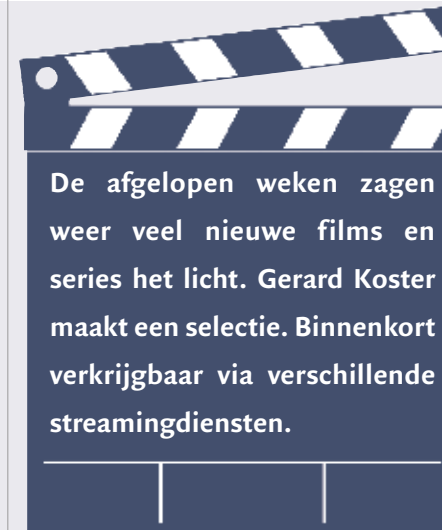 De afgelopen weken zagen
weer veel nieuwe films en
series het licht. Gerard Koster
maakt een selectie. Binnenkort
verkrijgbaar via verschillende
streamingdiensten.